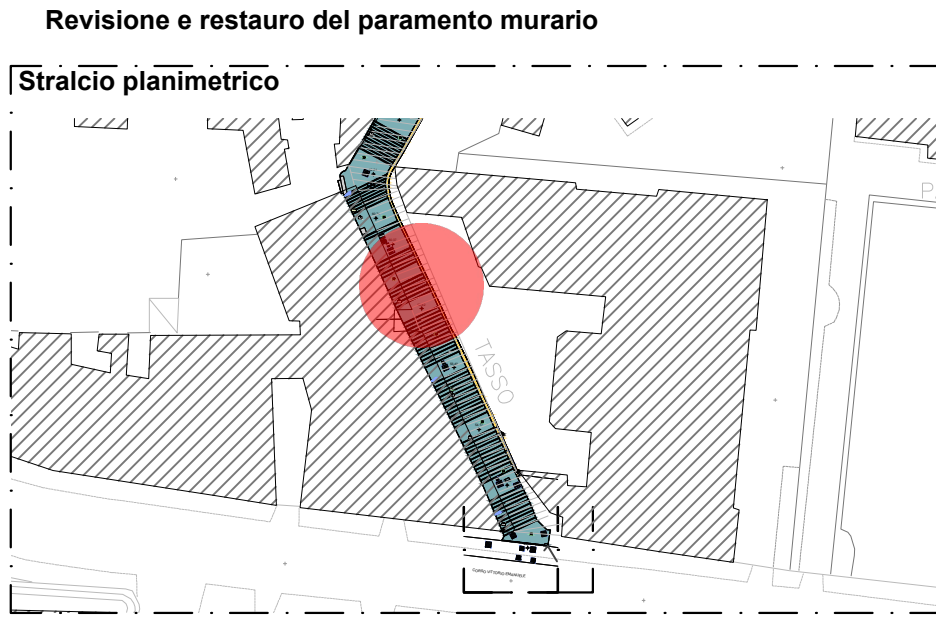 Revisione e restauro del paramento murario
Stralcio planimetrico
P
TASSO